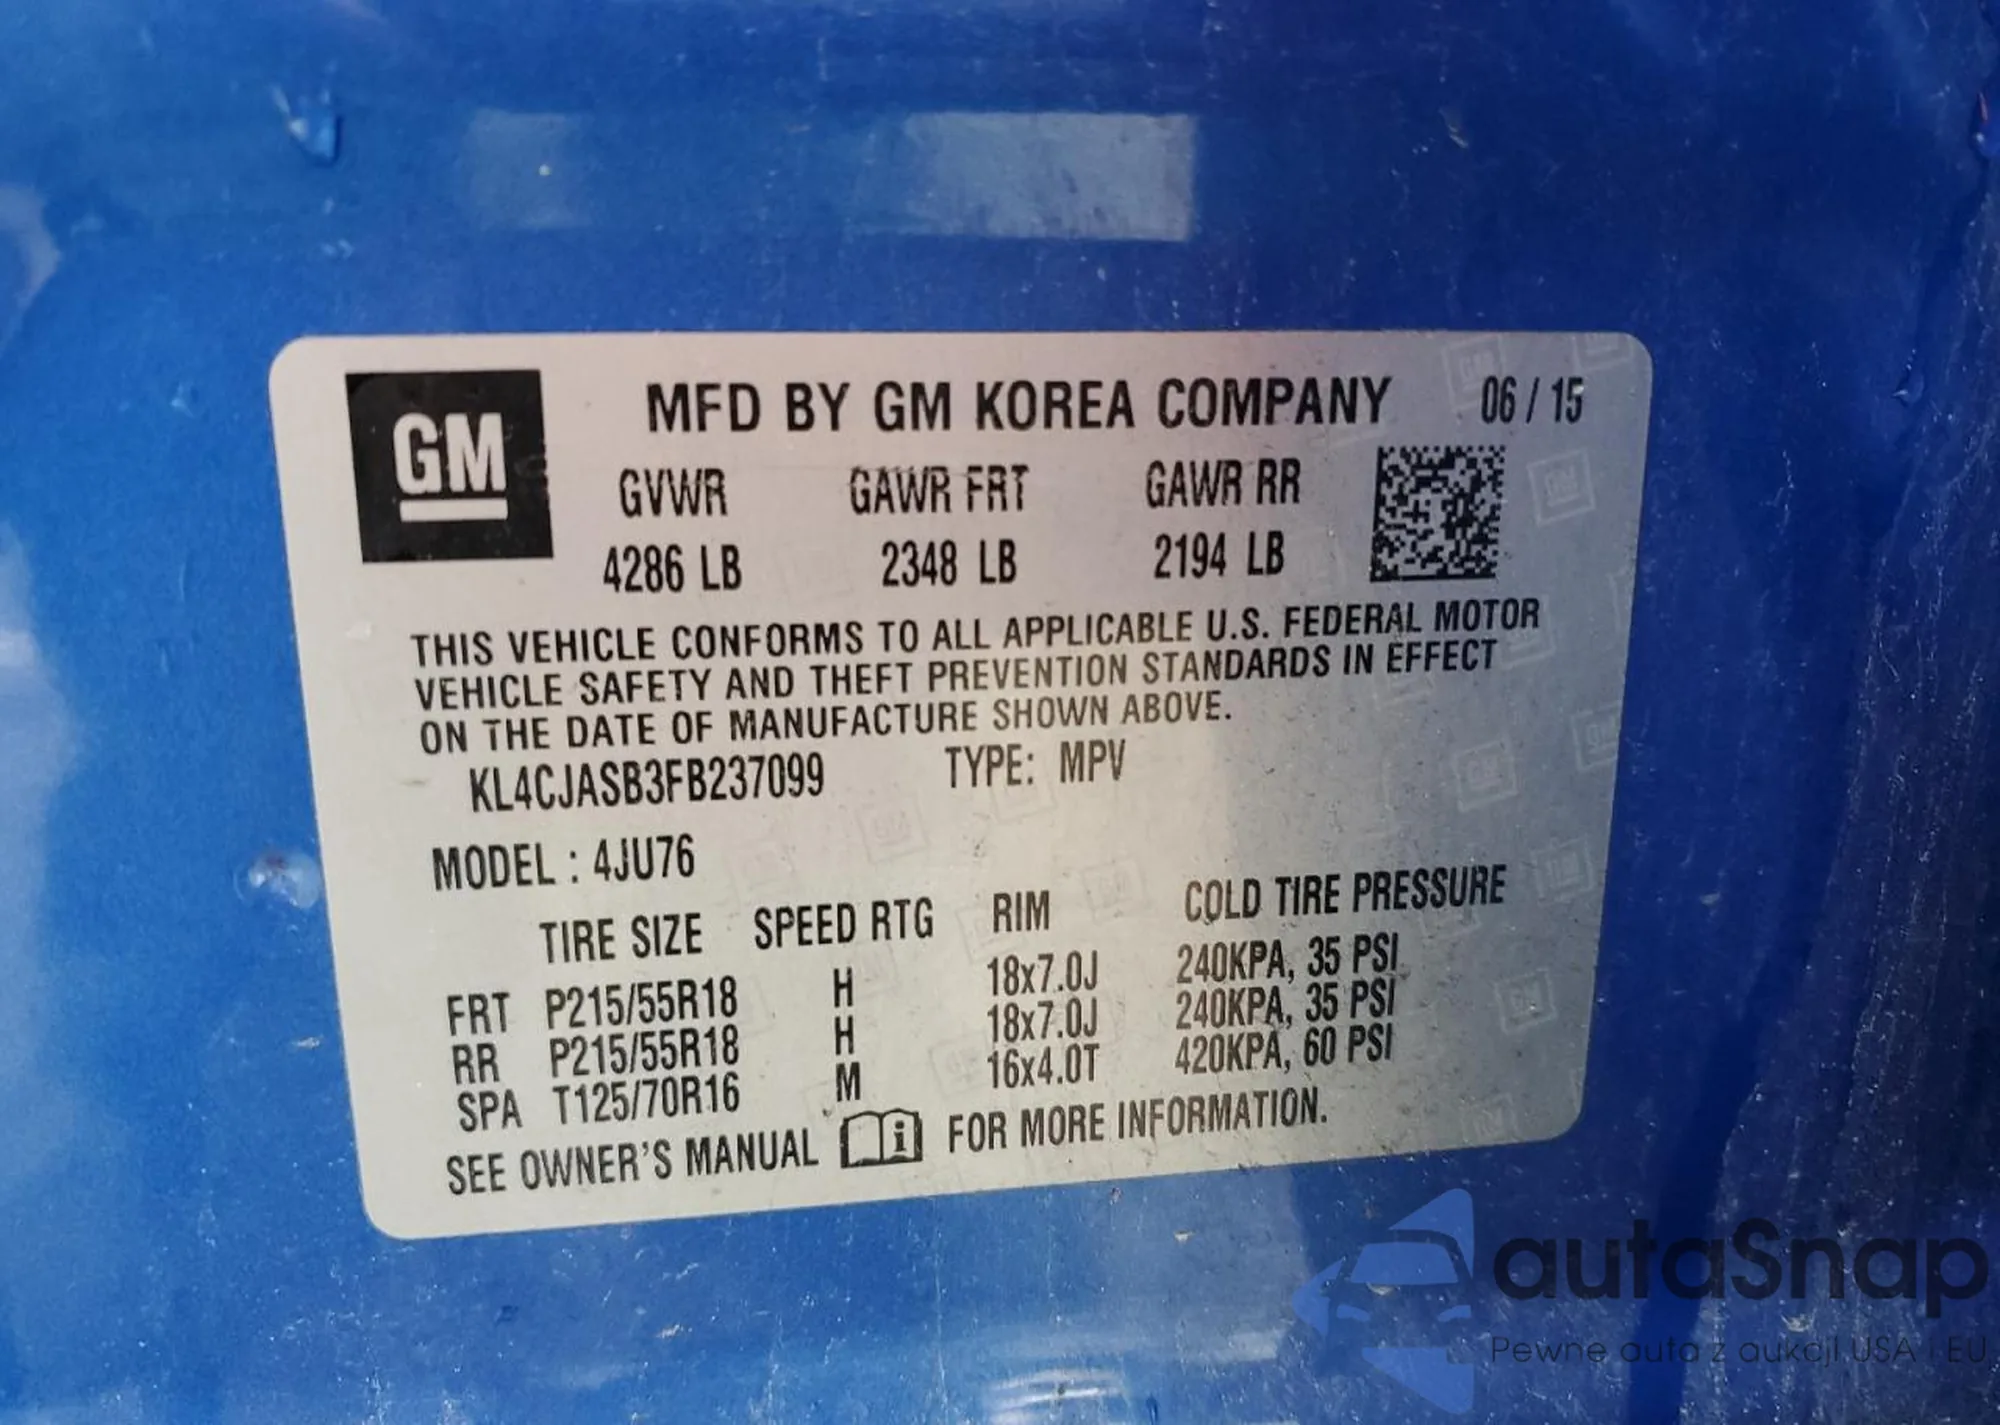 GM
MFD BY GM KOREA COMPANY 06 / 15
GVWR GAWR FRT GAWR RR
4286 LB 2348 LB 2194 LB
THIS VEHICLE CONFORMS TO ALL APPLICABLE U.S. FEDERAL MOTOR
VEHICLE SAFETY AND THEFT PREVENTION STANDARDS IN EFFECT
ON THE DATE OF MANUFACTURE SHOWN ABOVE.
KL4CJASB3FB237099 TYPE: MPV
MODEL : 4JU76
TIRE SIZE SPEED RTG RIM COLD TIRE PRESSURE
FRT P215/55R18 H 18x7.0J 240KPA, 35 PSI
RR P215/55R18 H 18x7.0J 240KPA, 35 PSI
SPA T125/70R16 M 16x4.0T 420KPA, 60 PSI
SEE OWNER'S MANUAL i FOR MORE INFORMATION.
autaSnap
Pewne auta z aukcji USA i EU